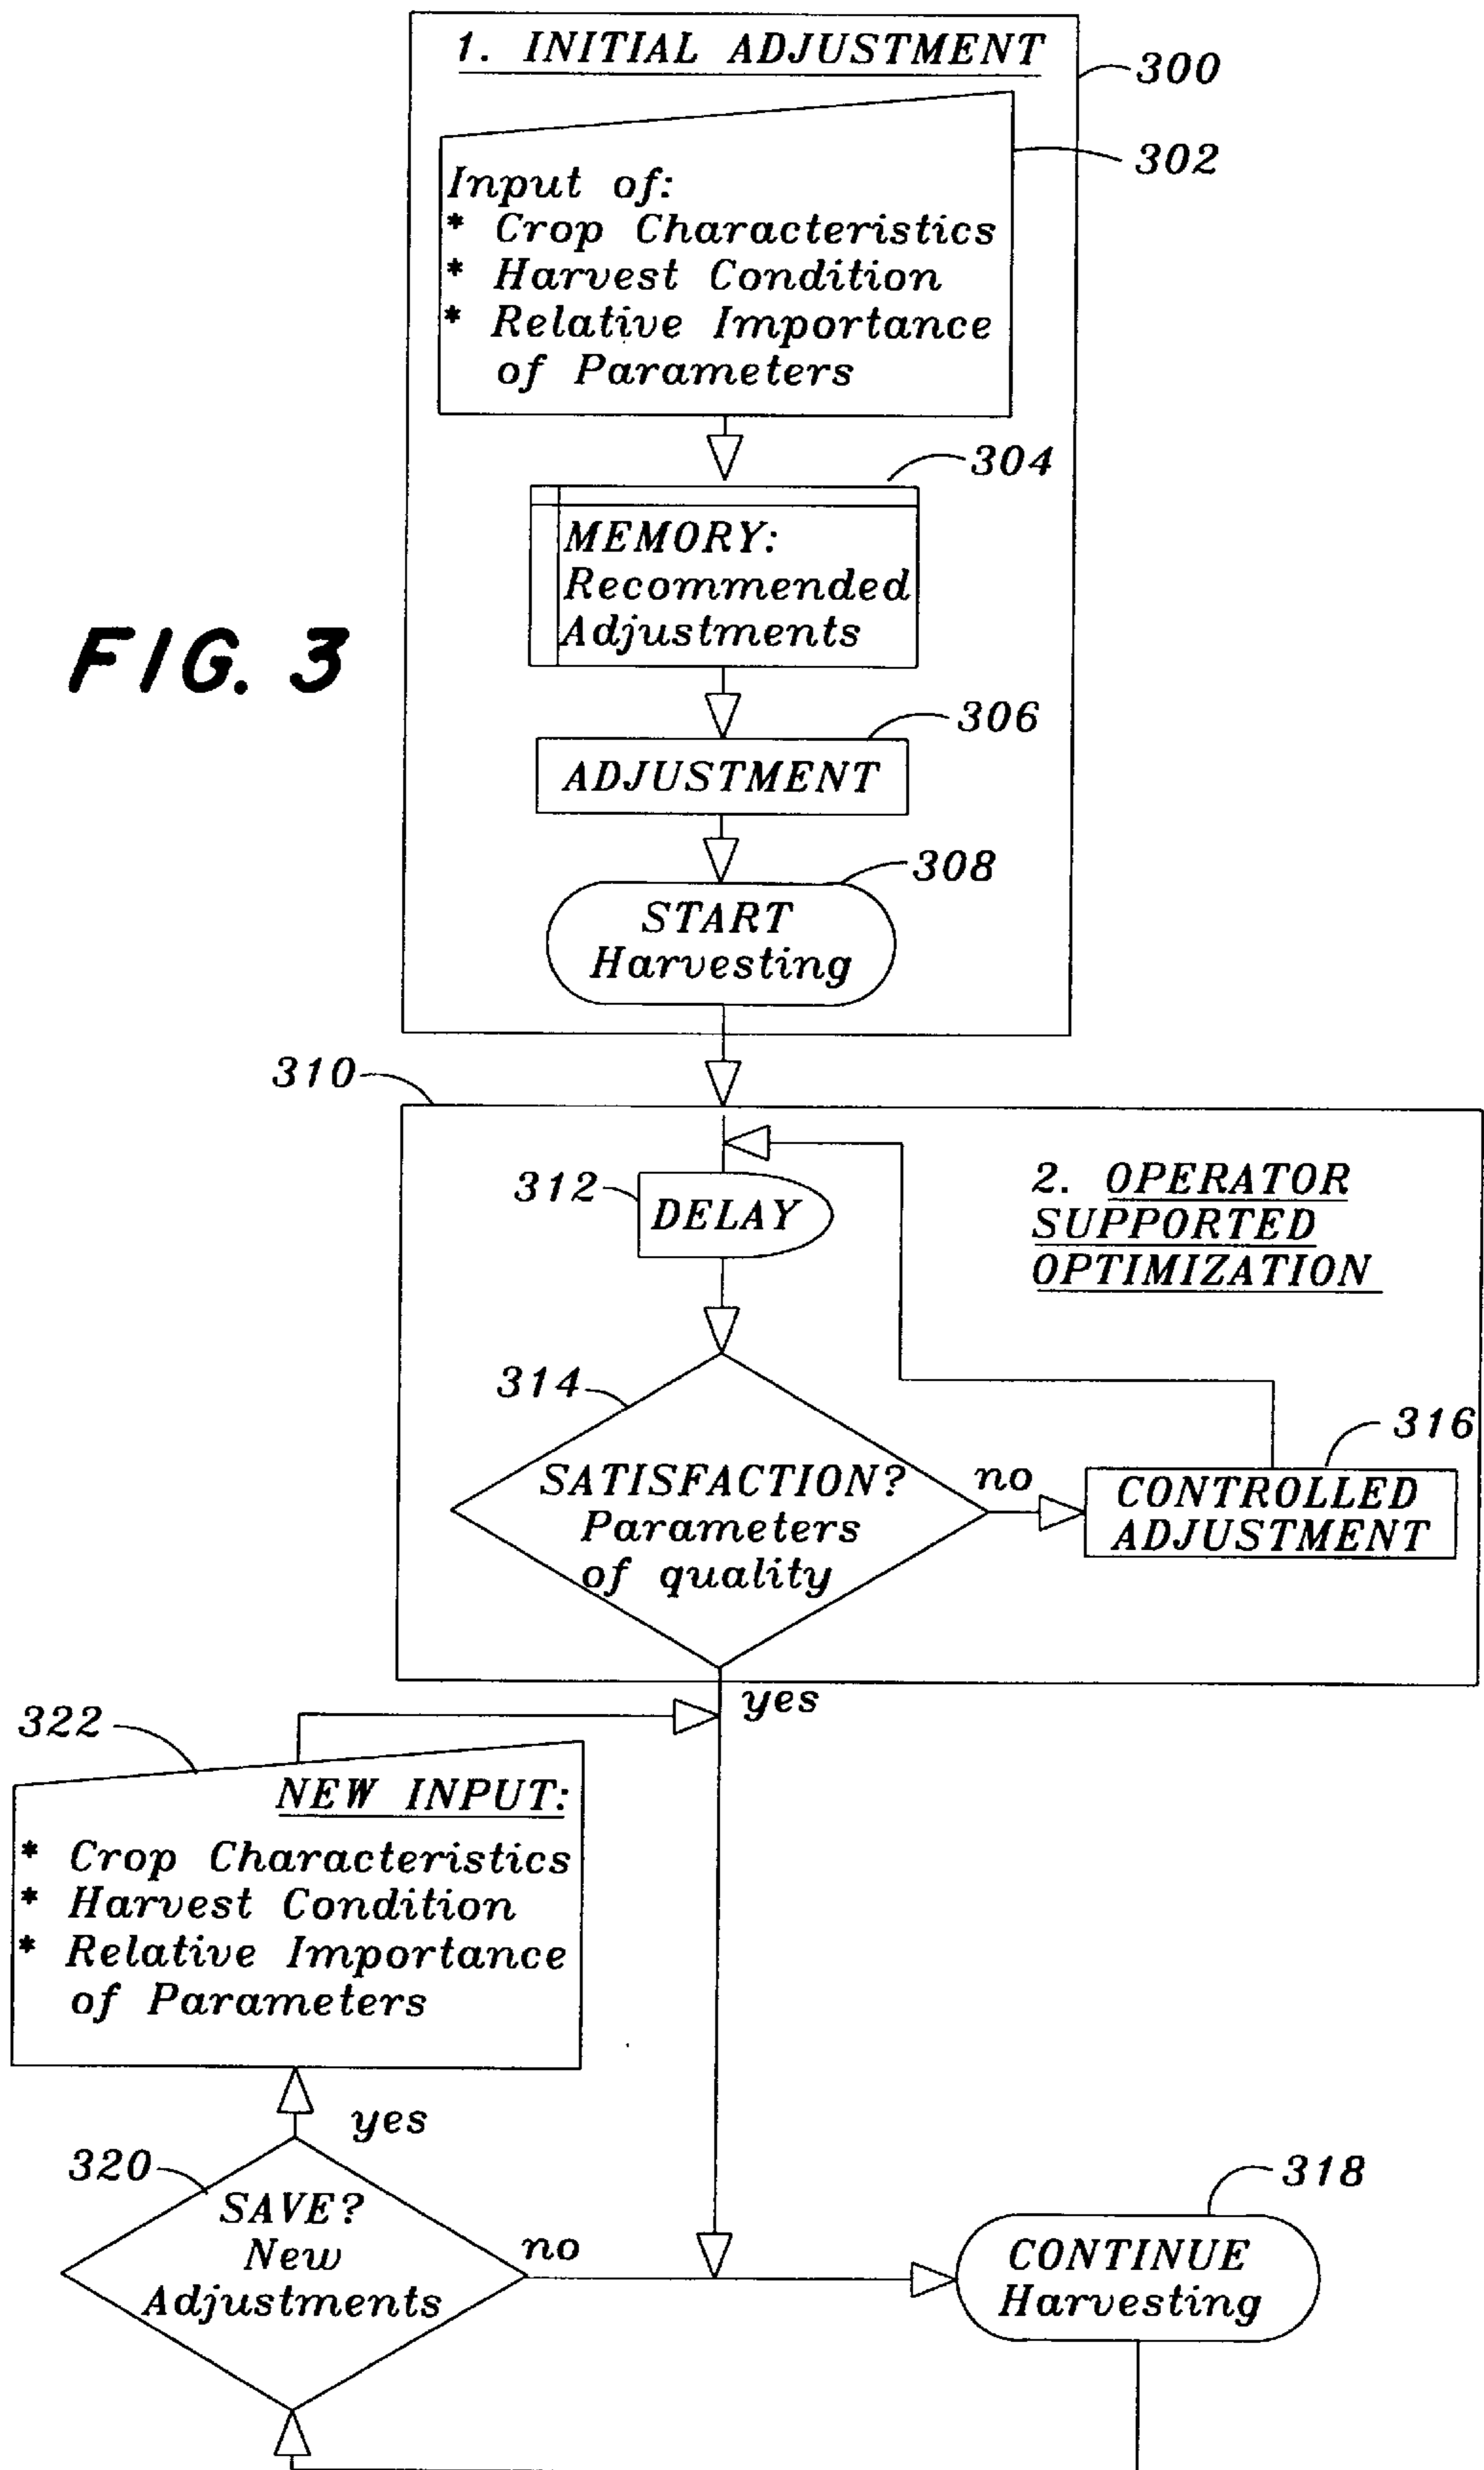 1. INITIAL ADJUSTMENT
300
302
Input of:
* Crop Characteristics
* Harvest Condition
* Relative Importance
of Parameters
304
MEMORY:
Recommended
Adjustments
FIG. 3
306
ADJUSTMENT
308
START
Harvesting
310
312
DELAY
2. OPERATOR
SUPPORTED
OPTIMIZATION
314
316
SATISFACTION?
Parameters
of quality
no
CONTROLLED
ADJUSTMENT
yes
322
NEW INPUT:
* Crop Characteristics
* Harvest Condition
* Relative Importance
of Parameters
yes
320
SAVE?
New
Adjustments
no
318
CONTINUE
Harvesting